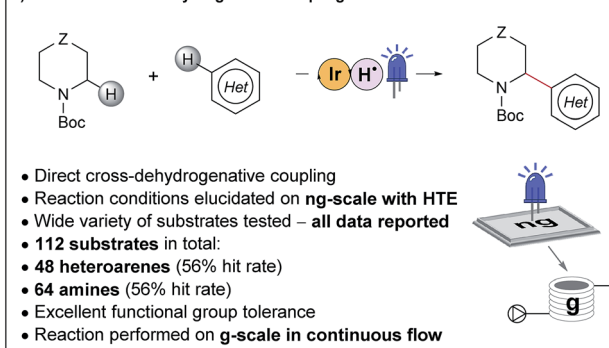 Z
Z
H
Het
Ir H•
Het
N
H
N
Boc
Boc
• Direct cross-dehydrogenative coupling
• Reaction conditions elucidated on ng-scale with HTE
• Wide variety of substrates tested – all data reported
• 112 substrates in total:
• 48 heteroarenes (56% hit rate)
• 64 amines (56% hit rate)
• Excellent functional group tolerance
• Reaction performed on g-scale in continuous flow
ng
g